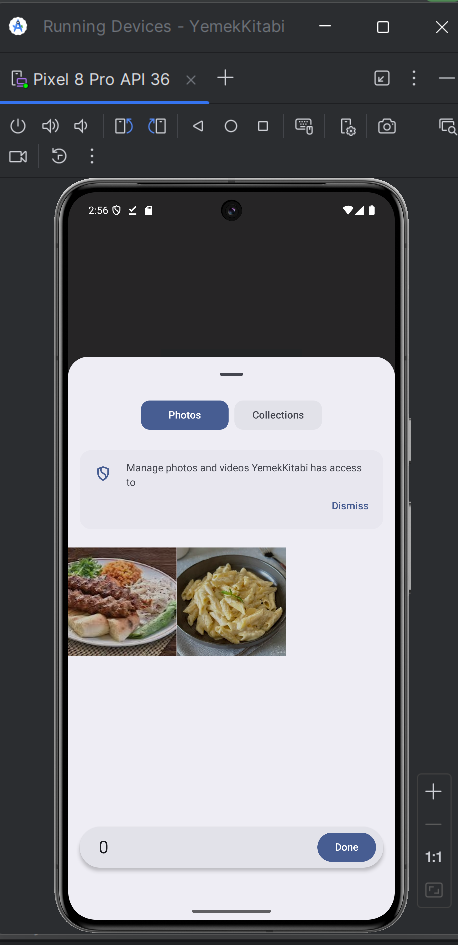 Running Devices - YemekKitabi
Pixel 8 Pro API 36
2:56
Photos
Collections
Manage photos and videos YemekKitabi has access
to
Dismiss
0
Done
1:1